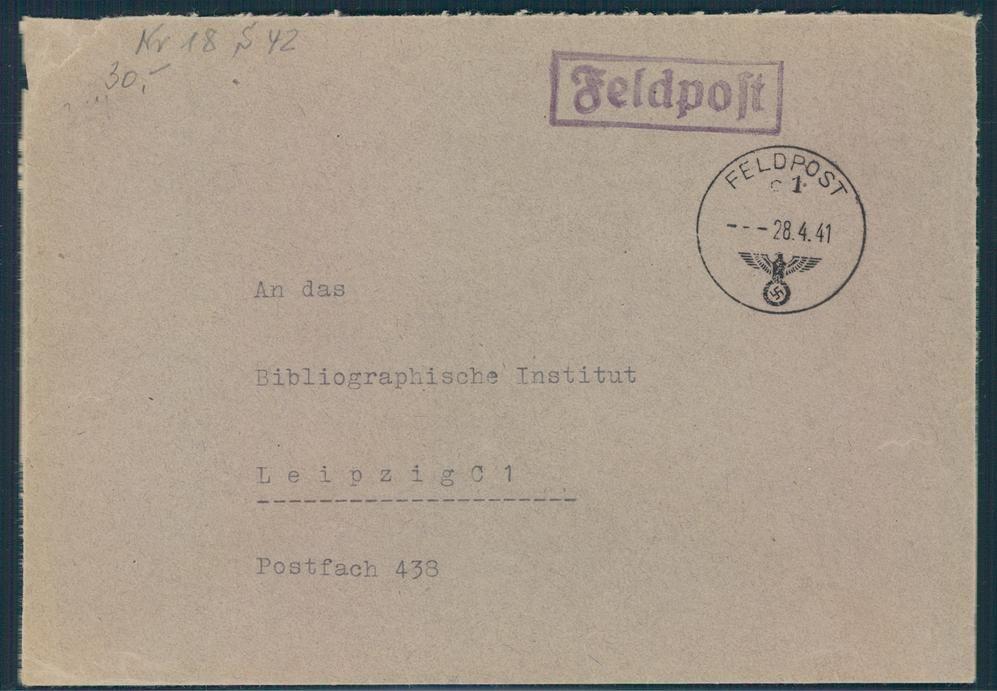 Nr 18 S 42
30,-
Feldpost
FELDPOST
c 1
--- 28.4.41
An das
Bibliographische Institut
L e i p z i g C 1
Postfach 438